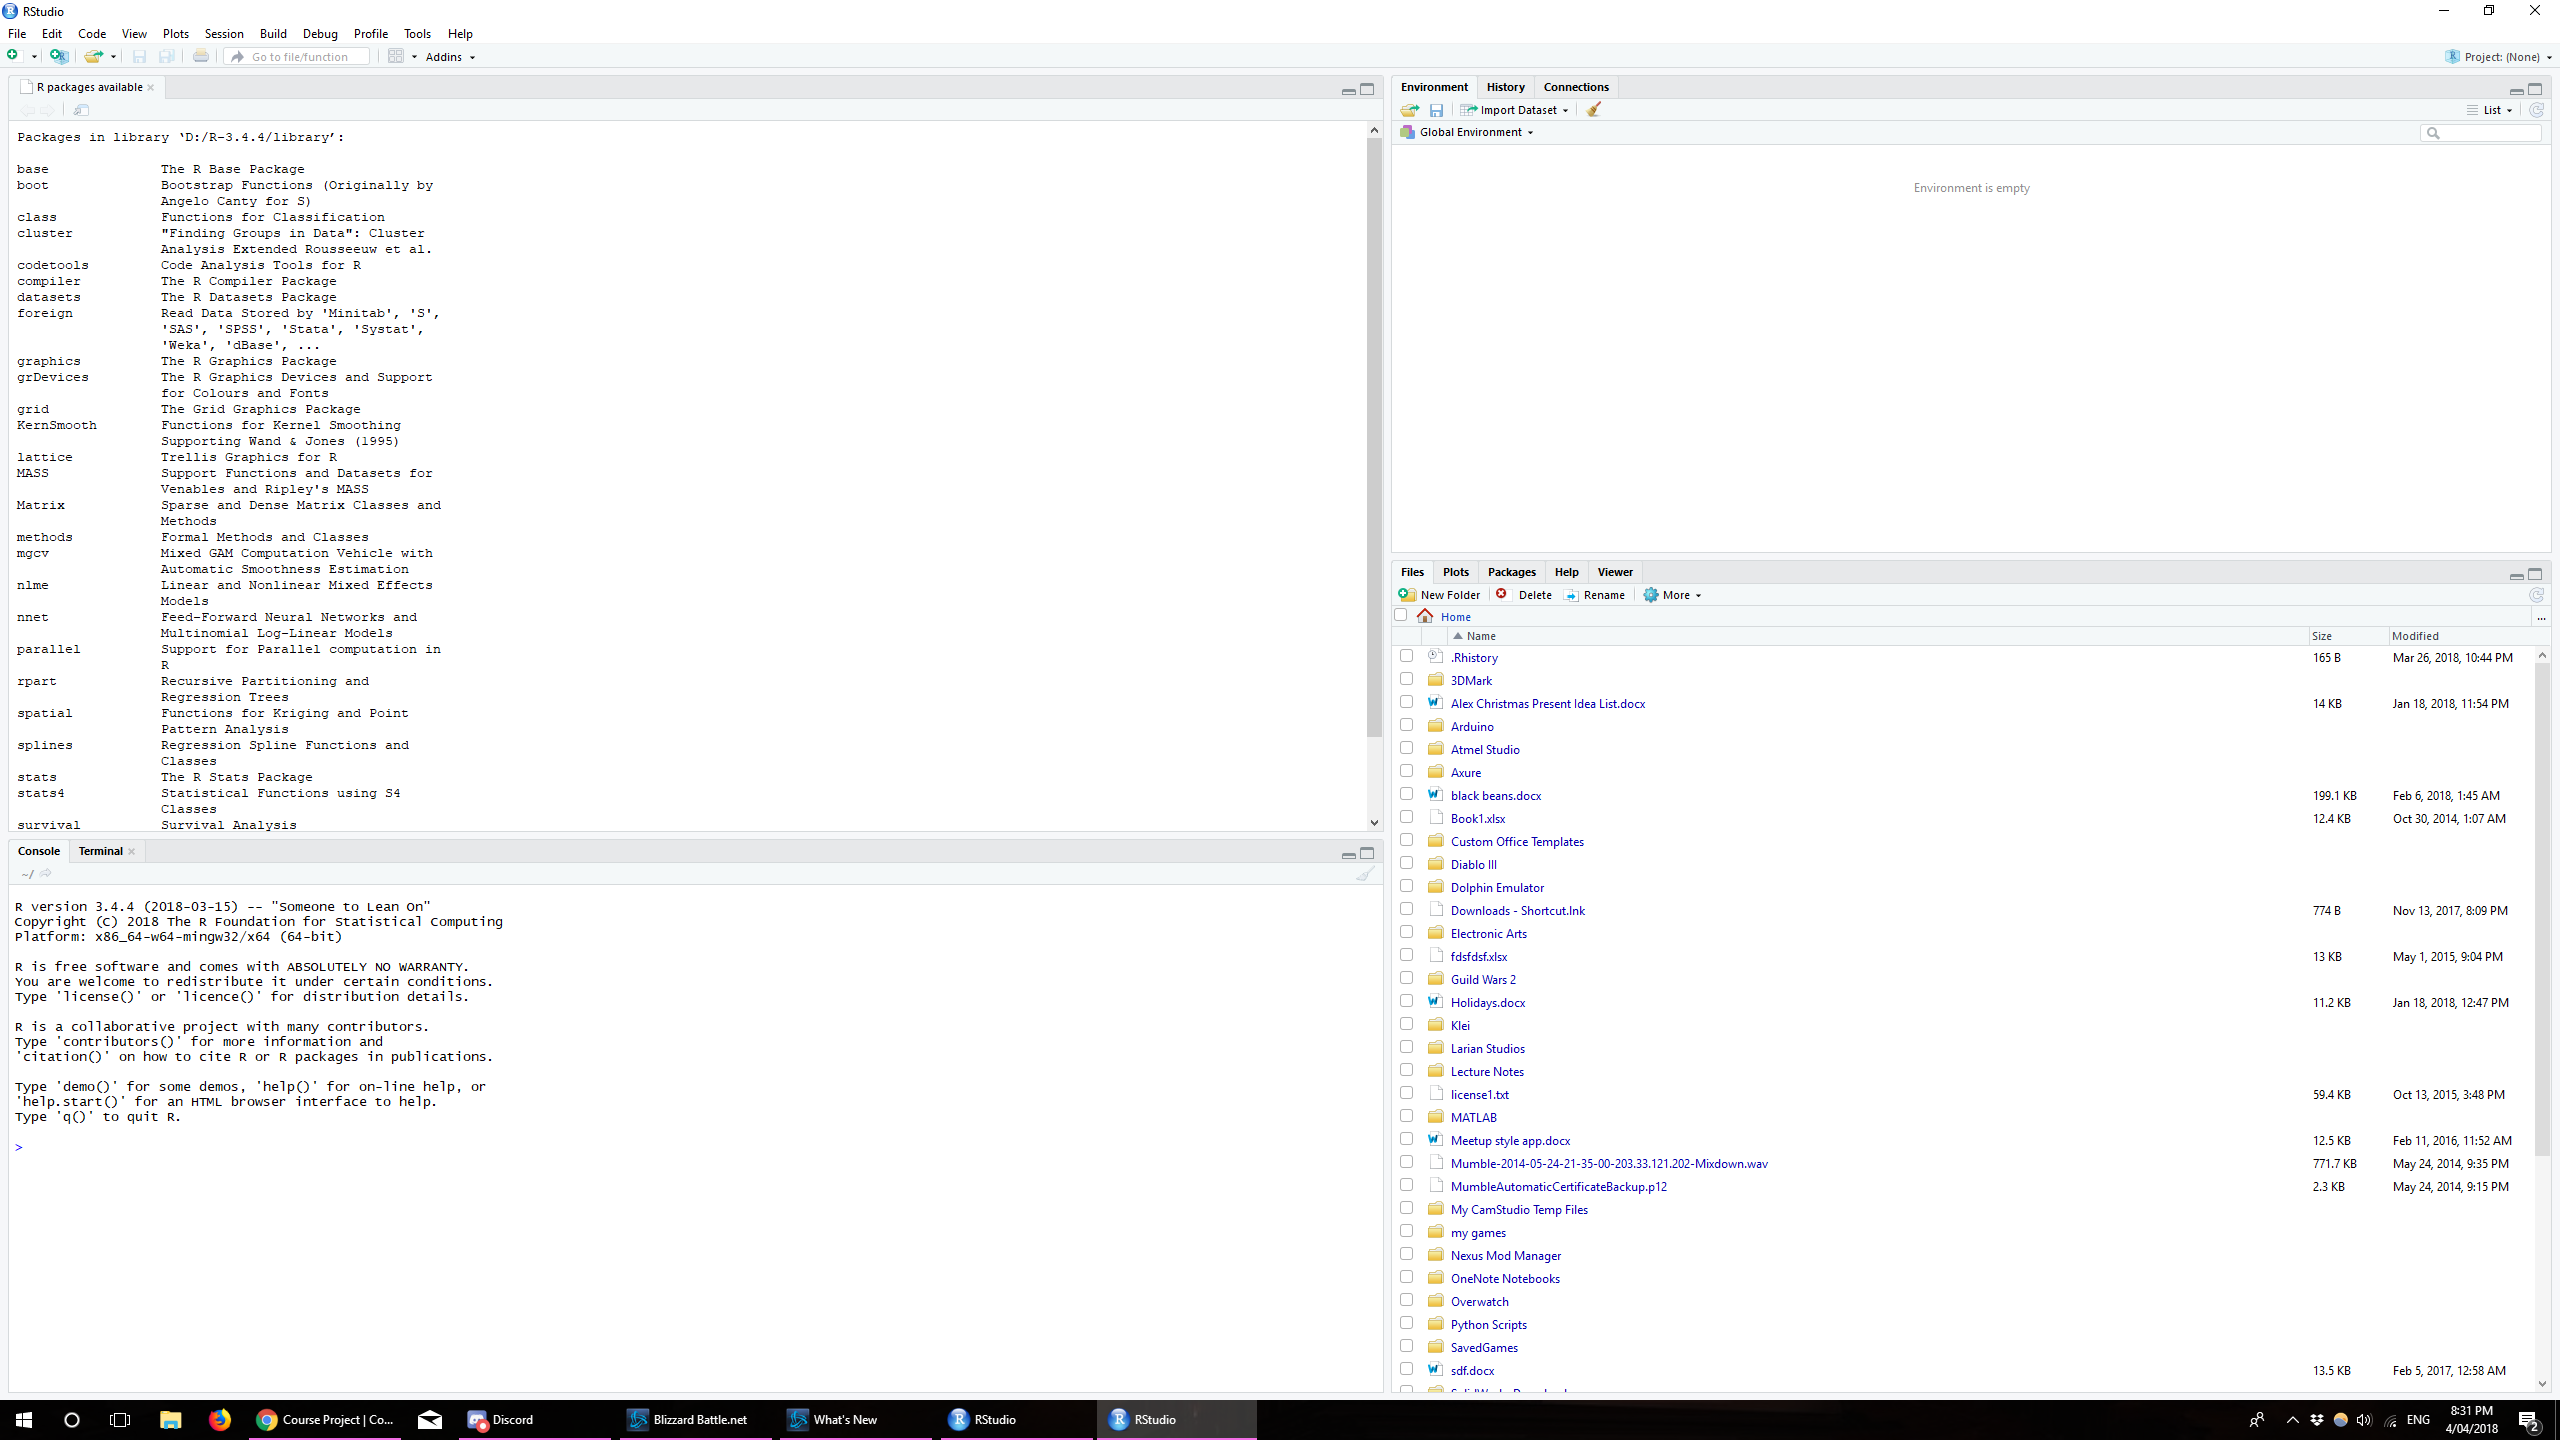 RStudio
File Edit Code View Plots Session Build Debug Profile Tools Help
Go to file/function Addins Project: (None)
R packages available
Packages in library ‘D:/R-3.4.4/library’:
base The R Base Package
boot Bootstrap Functions (Originally by
Angelo Canty for S)
class Functions for Classification
cluster "Finding Groups in Data": Cluster
Analysis Extended Rousseeuw et al.
codetools Code Analysis Tools for R
compiler The R Compiler Package
datasets The R Datasets Package
foreign Read Data Stored by 'Minitab', 'S',
'SAS', 'SPSS', 'Stata', 'Systat',
'Weka', 'dBase', ...
graphics The R Graphics Package
grDevices The R Graphics Devices and Support
for Colours and Fonts
grid The Grid Graphics Package
KernSmooth Functions for Kernel Smoothing
Supporting Wand & Jones (1995)
lattice Trellis Graphics for R
MASS Support Functions and Datasets for
Venables and Ripley's MASS
Matrix Sparse and Dense Matrix Classes and
Methods
methods Formal Methods and Classes
mgcv Mixed GAM Computation Vehicle with
Automatic Smoothness Estimation
nlme Linear and Nonlinear Mixed Effects
Models
nnet Feed-Forward Neural Networks and
Multinomial Log-Linear Models
parallel Support for Parallel computation in
R
rpart Recursive Partitioning and
Regression Trees
spatial Functions for Kriging and Point
Pattern Analysis
splines Regression Spline Functions and
Classes
stats The R Stats Package
stats4 Statistical Functions using S4
Classes
survival Survival Analysis
Console Terminal
~/
R version 3.4.4 (2018-03-15) -- "Someone to Lean On"
Copyright (C) 2018 The R Foundation for Statistical Computing
Platform: x86_64-w64-mingw32/x64 (64-bit)
R is free software and comes with ABSOLUTELY NO WARRANTY.
You are welcome to redistribute it under certain conditions.
Type 'license()' or 'licence()' for distribution details.
R is a collaborative project with many contributors.
Type 'contributors()' for more information and
'citation()' on how to cite R or R packages in publications.
Type 'demo()' for some demos, 'help()' for on-line help, or
'help.start()' for an HTML browser interface to help.
Type 'q()' to quit R.
>
Environment History Connections
Import Dataset List
Global Environment
Environment is empty
Files Plots Packages Help Viewer
New Folder Delete Rename More
Home ...
Name Size Modified
.Rhistory 165 B Mar 26, 2018, 10:44 PM
3DMark
Alex Christmas Present Idea List.docx 14 KB Jan 18, 2018, 11:54 PM
Arduino
Atmel Studio
Axure
black beans.docx 199.1 KB Feb 6, 2018, 1:45 AM
Book1.xlsx 12.4 KB Oct 30, 2014, 1:07 AM
Custom Office Templates
Diablo III
Dolphin Emulator
Downloads - Shortcut.lnk 774 B Nov 13, 2017, 8:09 PM
Electronic Arts
fdsfdsf.xlsx 13 KB May 1, 2015, 9:04 PM
Guild Wars 2
Holidays.docx 11.2 KB Jan 18, 2018, 12:47 PM
Klei
Larian Studios
Lecture Notes
license1.txt 59.4 KB Oct 13, 2015, 3:48 PM
MATLAB
Meetup style app.docx 12.5 KB Feb 11, 2016, 11:52 AM
Mumble-2014-05-24-21-35-00-203.33.121.202-Mixdown.wav 771.7 KB May 24, 2014, 9:35 PM
MumbleAutomaticCertificateBackup.p12 2.3 KB May 24, 2014, 9:15 PM
My CamStudio Temp Files
my games
Nexus Mod Manager
OneNote Notebooks
Overwatch
Python Scripts
SavedGames
sdf.docx 13.5 KB Feb 5, 2017, 12:58 AM
Course Project | Co... Discord Blizzard Battle.net What's New RStudio RStudio ENG 8:31 PM
4/04/2018 2